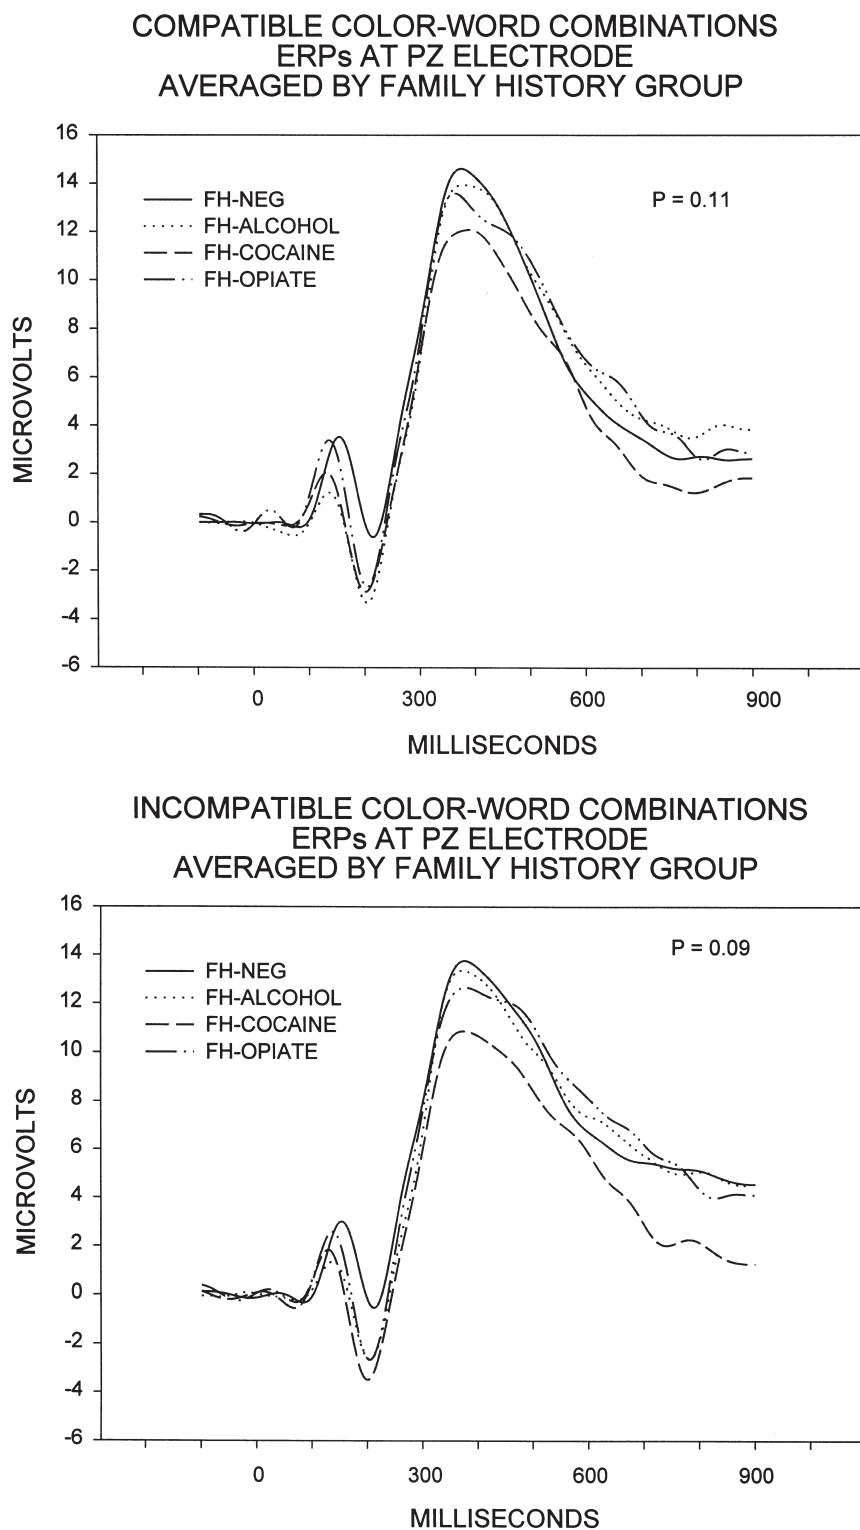 COMPATIBLE COLOR-WORD COMBINATIONS
ERPs AT PZ ELECTRODE
AVERAGED BY FAMILY HISTORY GROUP
16
14
12
10
8
6
4
2
0
-2
-4
-6
MICROVOLTS
FH-NEG
FH-ALCOHOL
FH-COCAINE
FH-OPIATE
P = 0.11
0 300 600 900
MILLISECONDS
INCOMPATIBLE COLOR-WORD COMBINATIONS
ERPs AT PZ ELECTRODE
AVERAGED BY FAMILY HISTORY GROUP
16
14
12
10
8
6
4
2
0
-2
-4
-6
MICROVOLTS
FH-NEG
FH-ALCOHOL
FH-COCAINE
FH-OPIATE
P = 0.09
0 300 600 900
MILLISECONDS